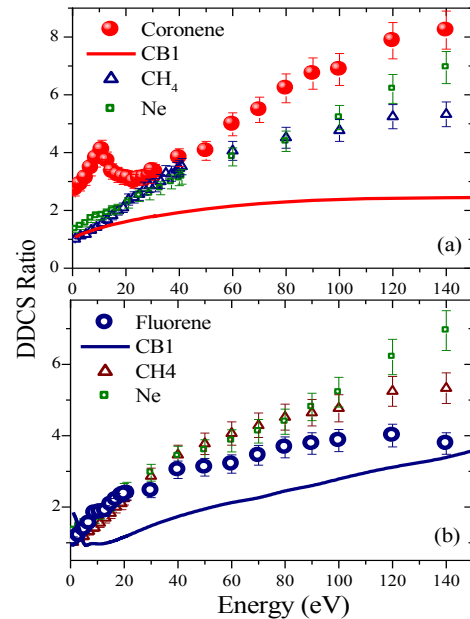 DDCS Ratio
8
6
4
2
0
Coronene
CB1
CH4
Ne
(a)
6
4
2
Fluorene
CB1
CH4
Ne
(b)
0 20 40 60 80 100 120 140
Energy (eV)